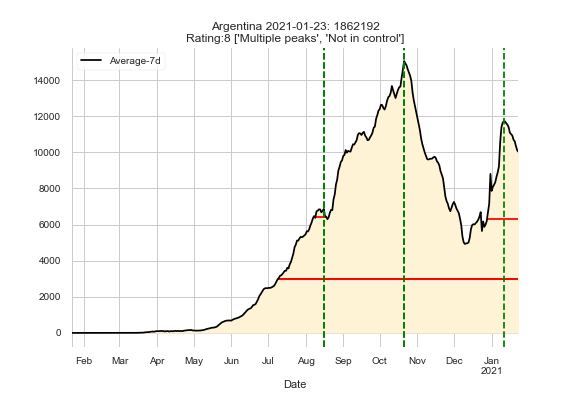 Argentina 2021-01-23: 1862192
Rating:8 ['Multiple peaks', 'Not in control']
Average-7d
14000
12000
10000
8000
6000
4000
2000
0
Feb Mar Apr May Jun Jul Aug Sep Oct Nov Dec Jan
2021
Date